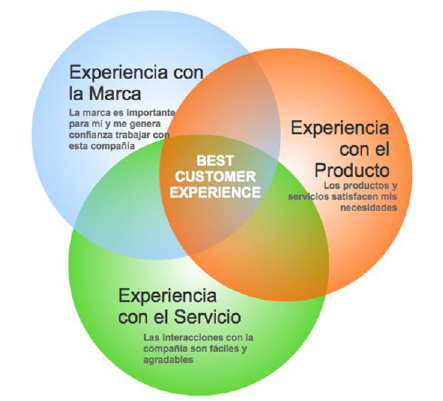 Experiencia con
la Marca
La marca es importante
para mí y me genera
confianza trabajar con
esta compañía
Experiencia
con el
Producto
Los productos y
servicios satisfacen mis
necesidades
BEST
CUSTOMER
EXPERIENCE
Experiencia
con el Servicio
Las interacciones con la
compañía son fáciles y
agradables